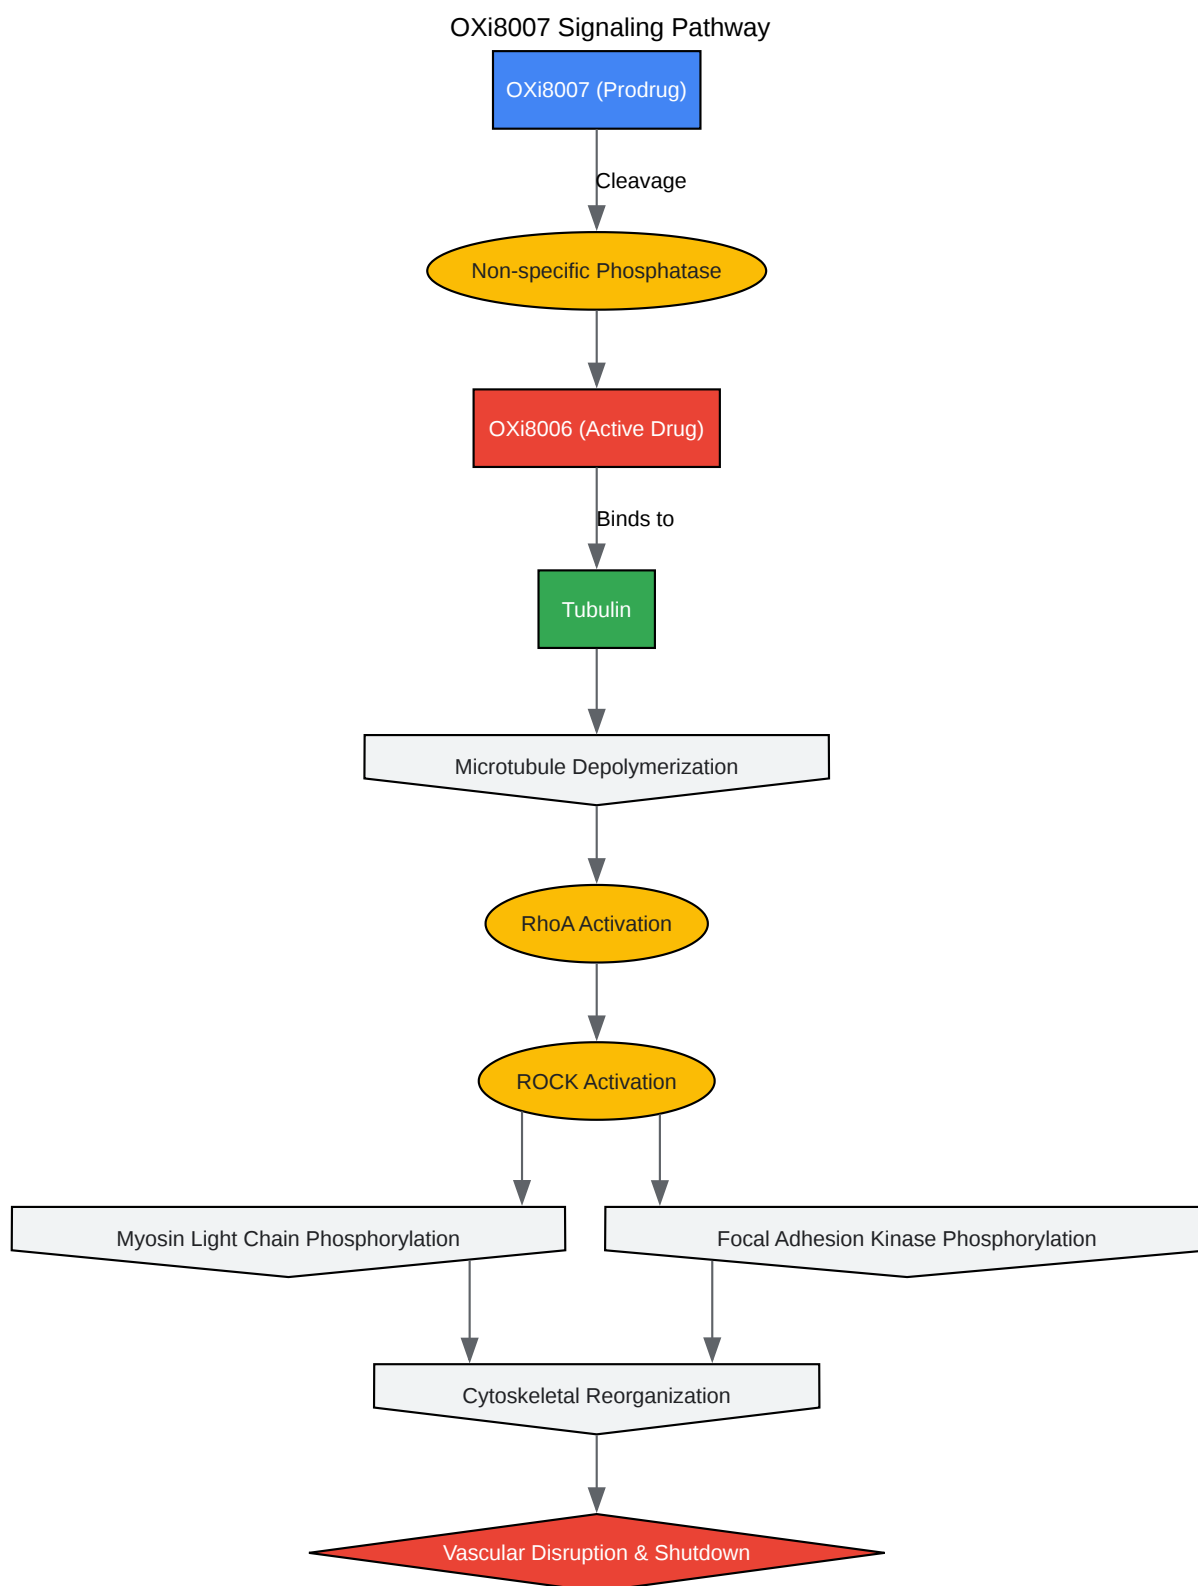 OXi8007 Signaling Pathway
OXi8007 (Prodrug)
Cleavage
Non-specific Phosphatase
OXi8006 (Active Drug)
Binds to
Tubulin
Microtubule Depolymerization
RhoA Activation
ROCK Activation
Myosin Light Chain Phosphorylation
Focal Adhesion Kinase Phosphorylation
Cytoskeletal Reorganization
Vascular Disruption & Shutdown